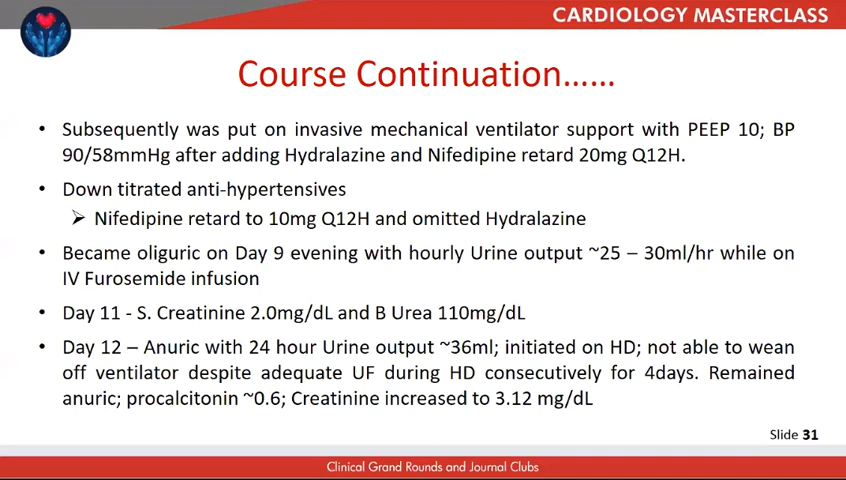 CARDIOLOGY MASTERCLASS
Course Continuation……
• Subsequently was put on invasive mechanical ventilator support with PEEP 10; BP
90/58mmHg after adding Hydralazine and Nifedipine retard 20mg Q12H.
• Down titrated anti-hypertensives
➢ Nifedipine retard to 10mg Q12H and omitted Hydralazine
• Became oliguric on Day 9 evening with hourly Urine output ~25 – 30ml/hr while on
IV Furosemide infusion
• Day 11 - S. Creatinine 2.0mg/dL and B Urea 110mg/dL
• Day 12 – Anuric with 24 hour Urine output ~36ml; initiated on HD; not able to wean
off ventilator despite adequate UF during HD consecutively for 4days. Remained
anuric; procalcitonin ~0.6; Creatinine increased to 3.12 mg/dL
Slide 31
Clinical Grand Rounds and Journal Clubs